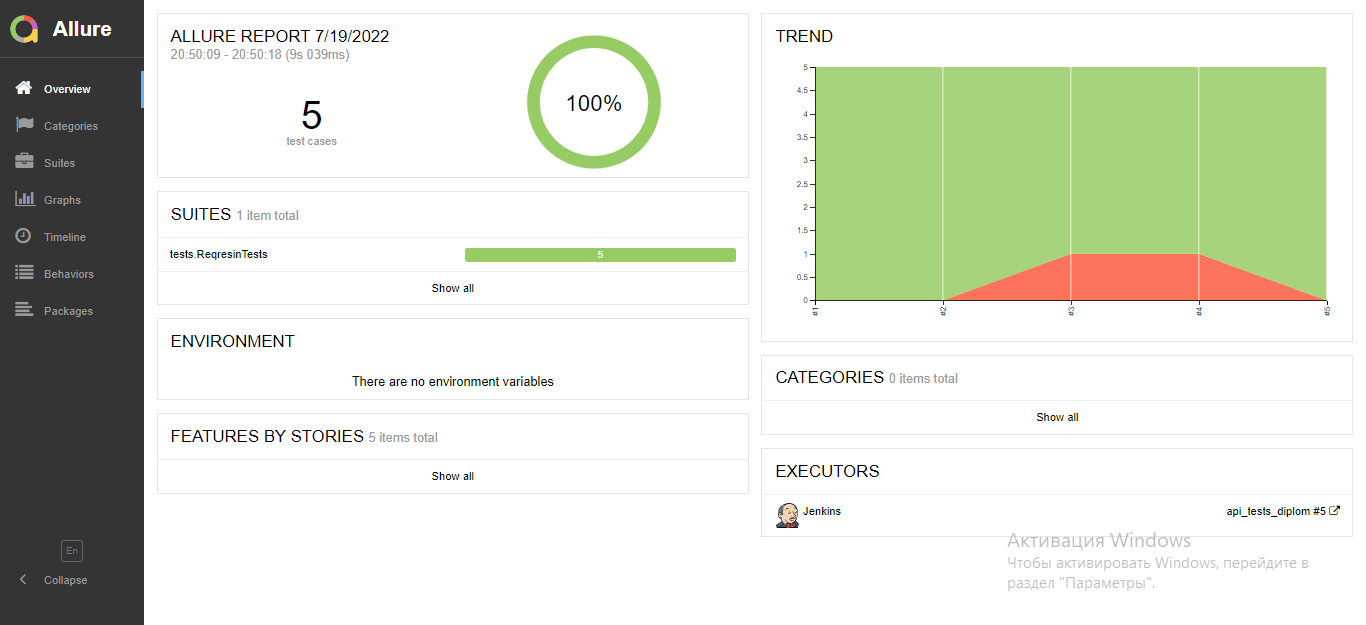 Allure
Overview
Categories
Suites
Graphs
Timeline
Behaviors
Packages
En
Collapse
ALLURE REPORT 7/19/2022
20:50:09 - 20:50:18 (9s 039ms)
5
test cases
100%
SUITES 1 item total
tests.ReqresinTests 5
Show all
ENVIRONMENT
There are no environment variables
FEATURES BY STORIES 5 items total
Show all
TREND
5
4.5
4
3.5
3
2.5
2
1.5
1
0.5
0
#1 #2 #3 #4 #5
CATEGORIES 0 items total
Show all
EXECUTORS
Jenkins api_tests_diplom #5
Активация Windows
Чтобы активировать Windows, перейдите в
раздел "Параметры".